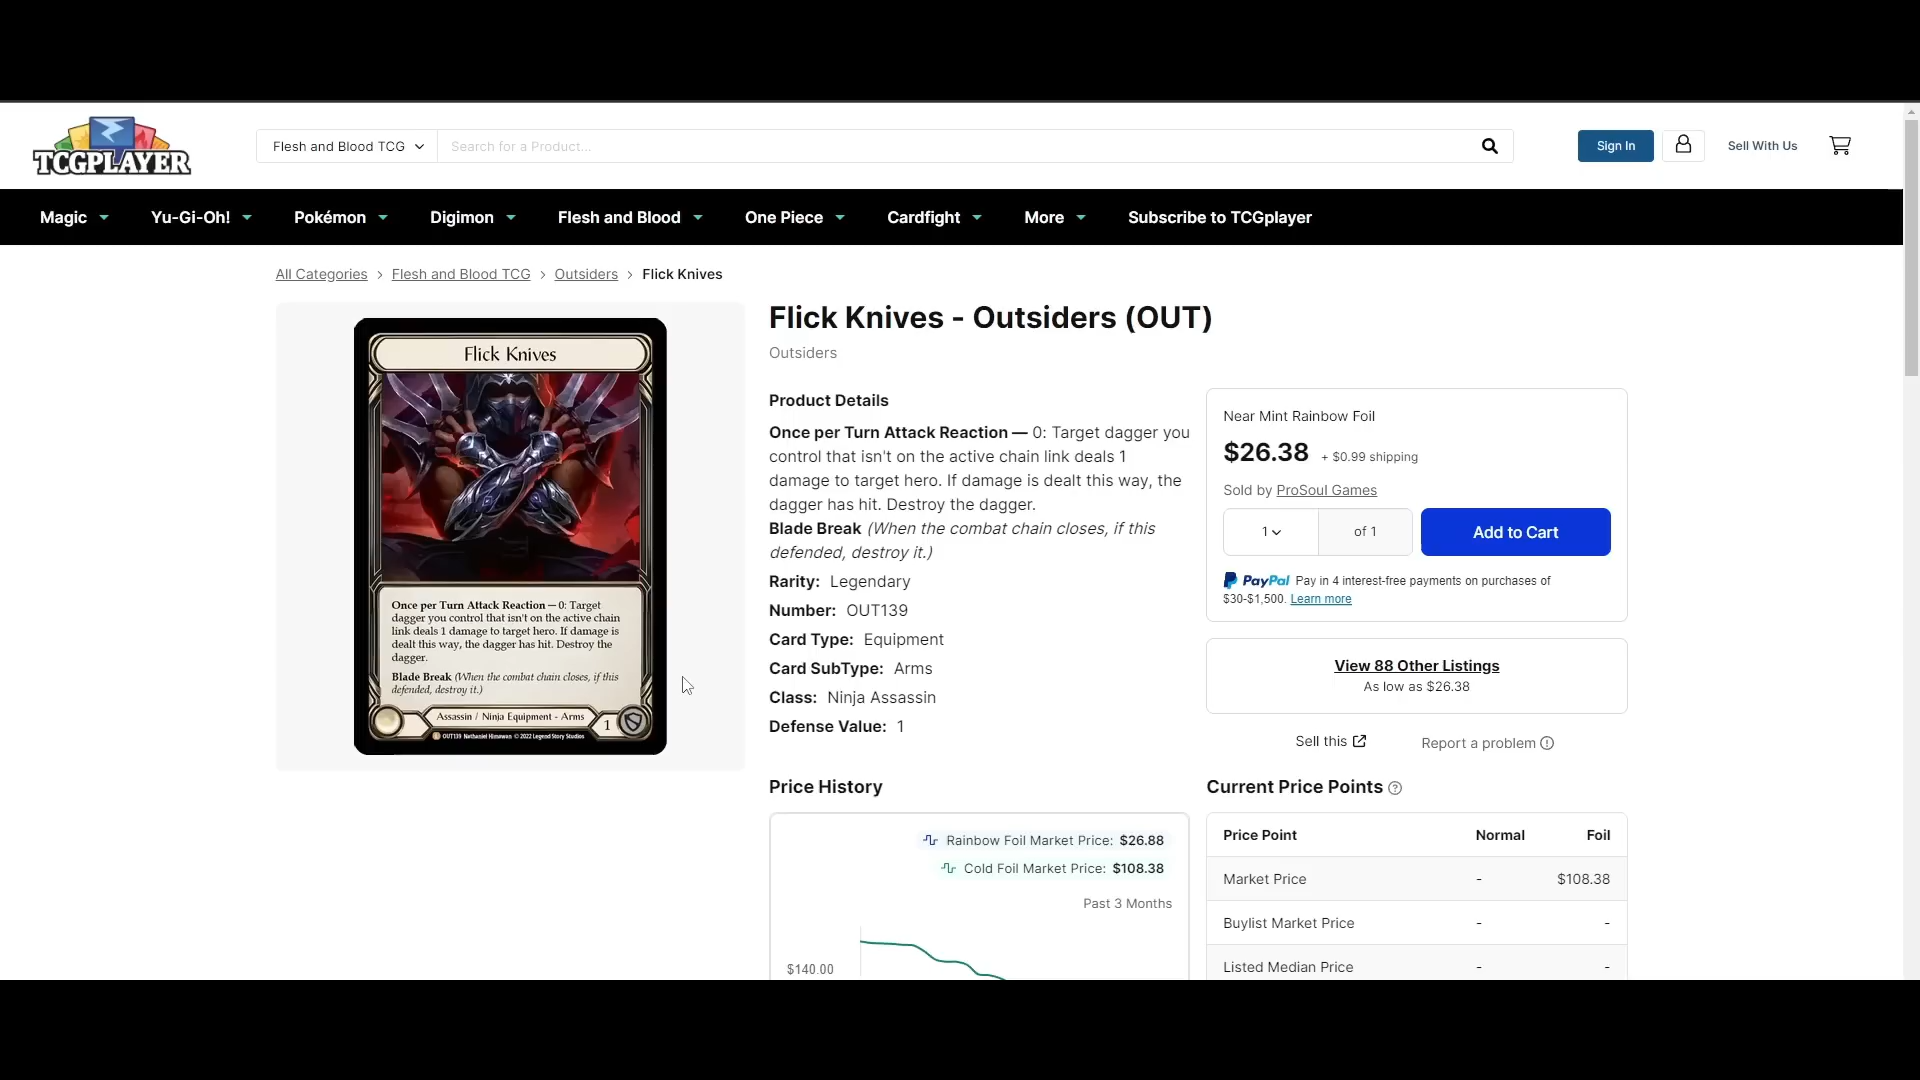 TCGPLAYER
Flesh and Blood TCG
Search for a Product...
Sign In
Sell With Us
Magic
Yu-Gi-Oh!
Pokémon
Digimon
Flesh and Blood
One Piece
Cardfight
More
Subscribe to TCGplayer
All Categories > Flesh and Blood TCG > Outsiders > Flick Knives
Flick Knives
Once per Turn Attack Reaction — 0: Target
dagger you control that isn't on the active chain
link deals 1 damage to target hero. If damage is
dealt this way, the dagger has hit. Destroy the
dagger.
Blade Break (When the combat chain closes, if this
defended, destroy it.)
Assassin / Ninja Equipment - Arms
1
OUT139 Nathaniel Himawan © 2022 Legend Story Studios
Flick Knives - Outsiders (OUT)
Outsiders
Product Details
Once per Turn Attack Reaction — 0: Target dagger you
control that isn't on the active chain link deals 1
damage to target hero. If damage is dealt this way, the
dagger has hit. Destroy the dagger.
Blade Break (When the combat chain closes, if this
defended, destroy it.)
Rarity: Legendary
Number: OUT139
Card Type: Equipment
Card SubType: Arms
Class: Ninja Assassin
Defense Value: 1
Near Mint Rainbow Foil
$26.38 + $0.99 shipping
Sold by ProSoul Games
1
of 1
Add to Cart
PayPal Pay in 4 interest-free payments on purchases of
$30-$1,500. Learn more
View 88 Other Listings
As low as $26.38
Sell this
Report a problem
Price History
Rainbow Foil Market Price: $26.88
Cold Foil Market Price: $108.38
Past 3 Months
$140.00
Current Price Points
Price Point Normal Foil
Market Price - $108.38
Buylist Market Price - -
Listed Median Price - -